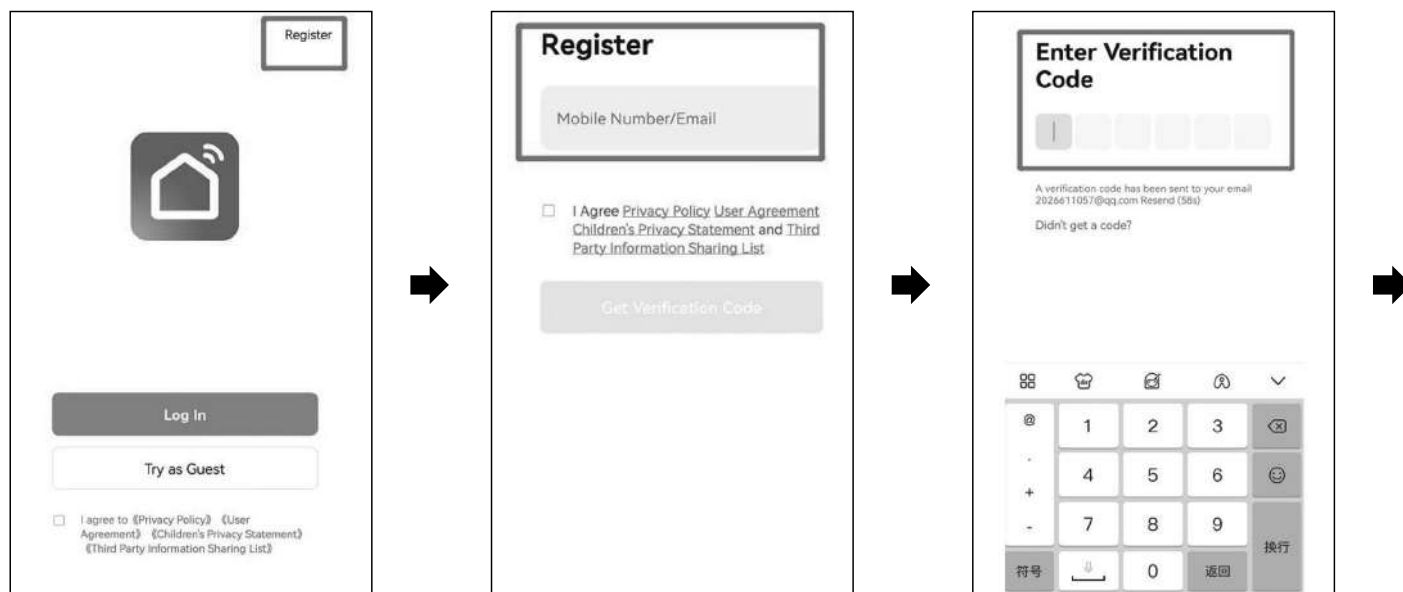 Register
Log In
Try as Guest
I agree to 《Privacy Policy》 《User
Agreement》 《Children's Privacy Statement》
《Third Party Information Sharing List》
Register
Mobile Number/Email
I Agree Privacy Policy User Agreement
Children's Privacy Statement and Third
Party Information Sharing List
Get Verification Code
Enter Verification
Code
A verification code has been sent to your email
2026611057@qq.com Resend (58s)
Didn't get a code?
@ 1 2 3
. 4 5 6
+
- 7 8 9
换行
符号 0 返回